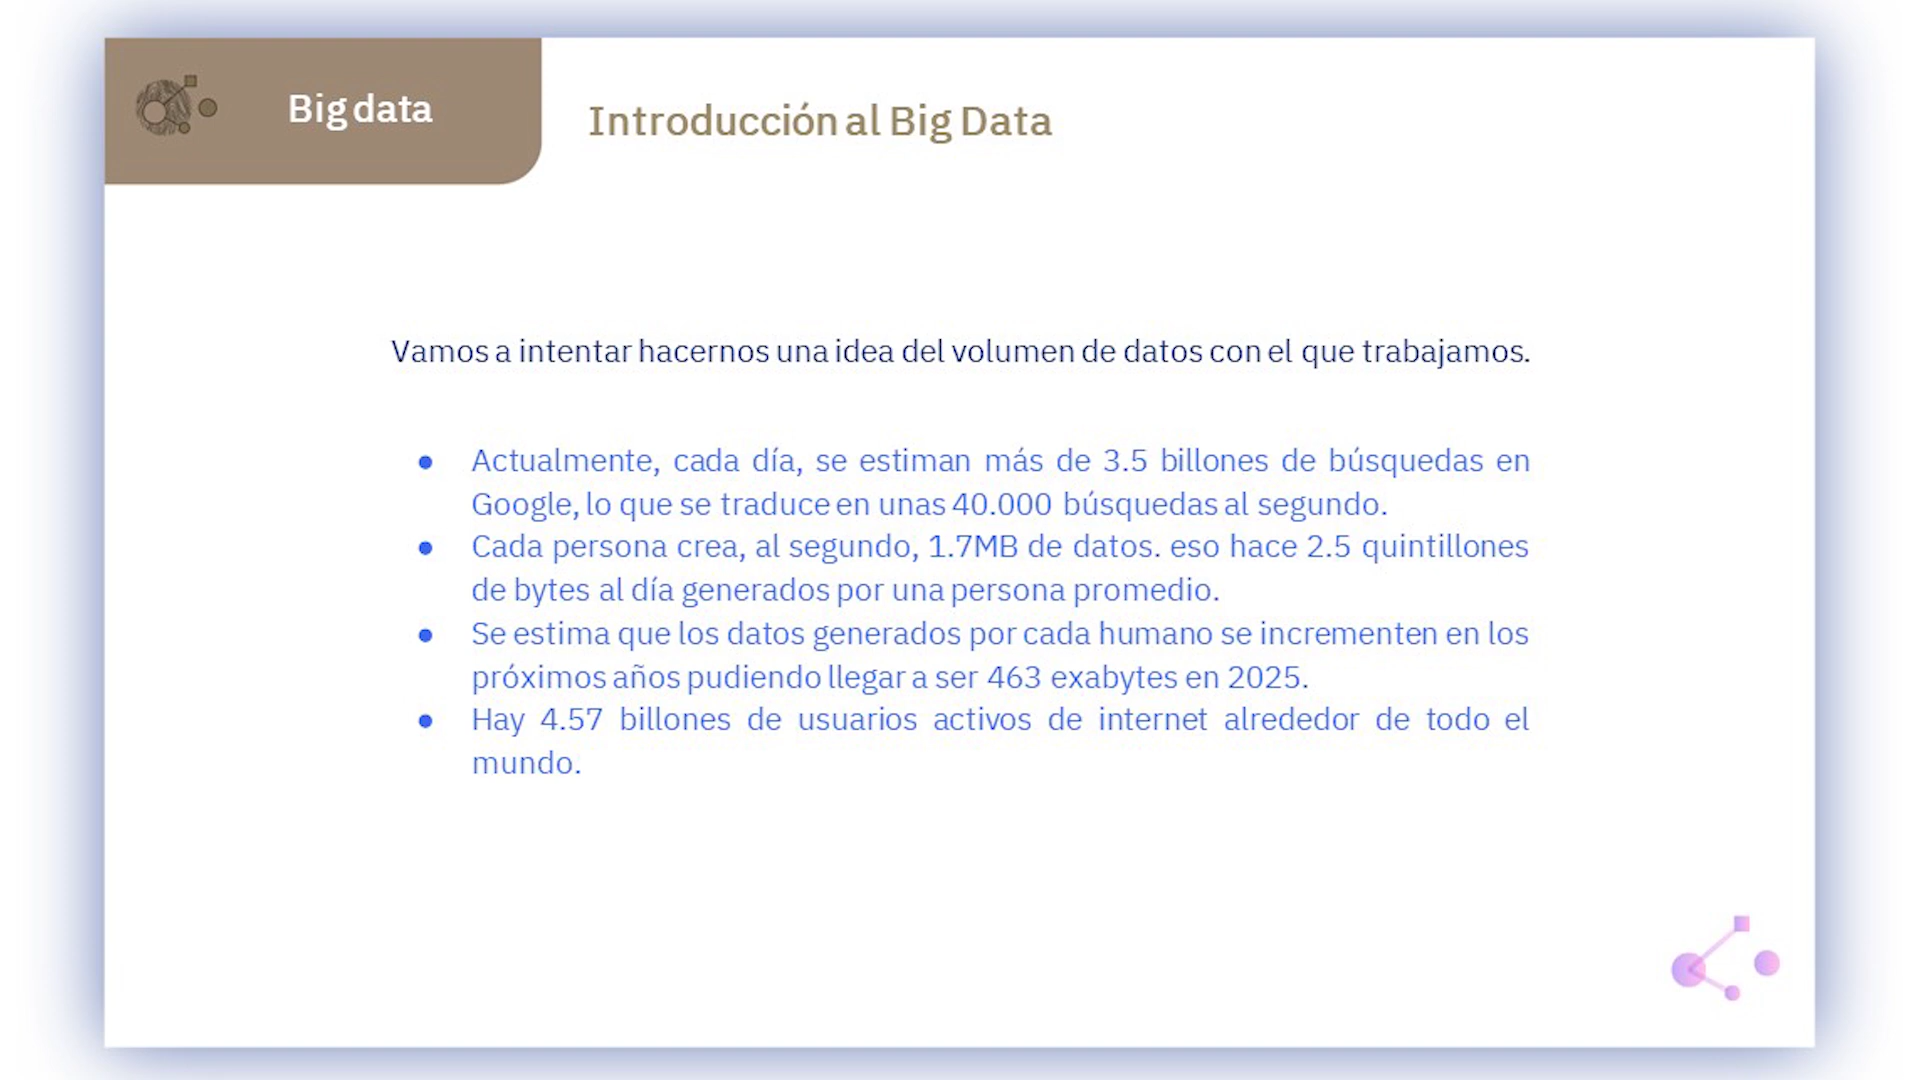 Big data
Introducción al Big Data
Vamos a intentar hacernos una idea del volumen de datos con el que trabajamos.
● Actualmente, cada día, se estiman más de 3.5 billones de búsquedas en
Google, lo que se traduce en unas 40.000 búsquedas al segundo.
● Cada persona crea, al segundo, 1.7MB de datos. eso hace 2.5 quintillones
de bytes al día generados por una persona promedio.
● Se estima que los datos generados por cada humano se incrementen en los
próximos años pudiendo llegar a ser 463 exabytes en 2025.
● Hay 4.57 billones de usuarios activos de internet alrededor de todo el
mundo.